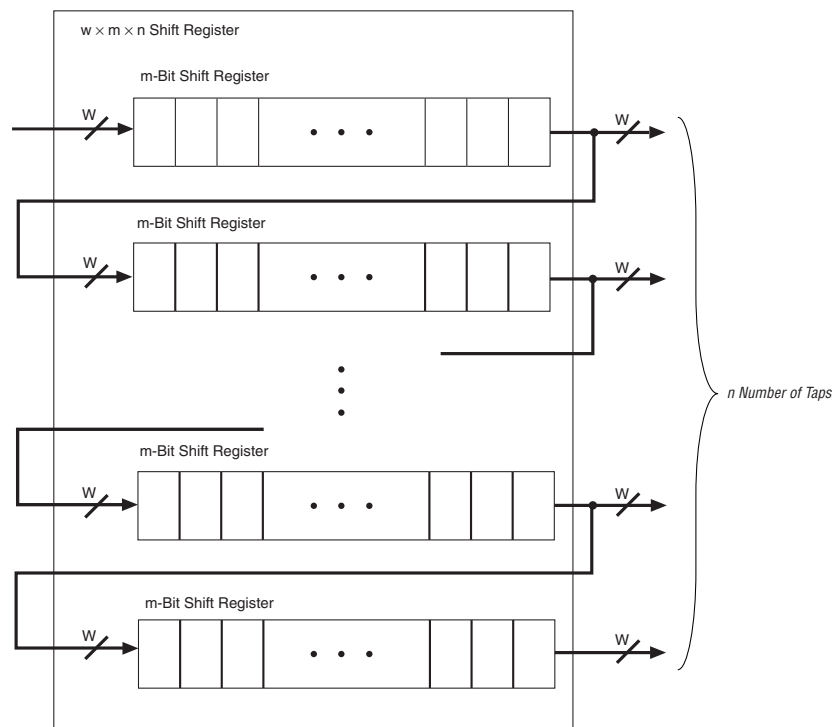 w × m × n Shift Register
m-Bit Shift Register
W
W
m-Bit Shift Register
W
W
n Number of Taps
m-Bit Shift Register
W
W
m-Bit Shift Register
W
W